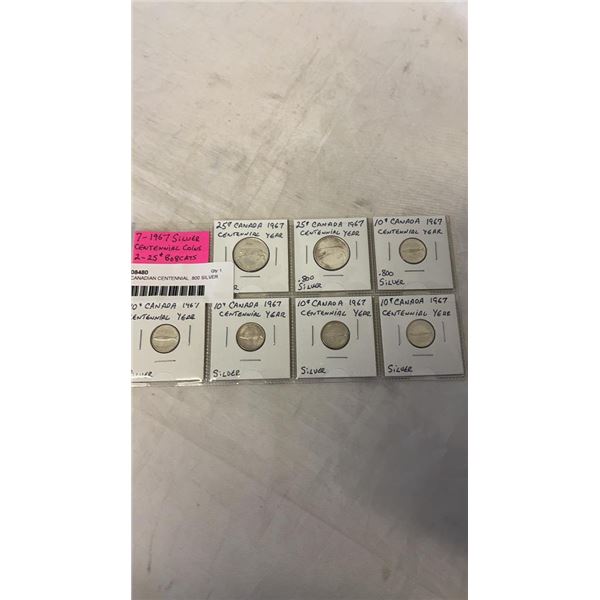 7-1967 SILVER
CENTENNIAL COINS
2-25¢ BOBCATS
08480
Qty 1
CANADIAN CENTENNIAL .800 SILVER
25¢ CANADA 1967
CENTENNIAL YEAR
25¢ CANADA 1967
CENTENNIAL YEAR
.800
SILVER
10¢ CANADA 1967
CENTENNIAL YEAR
.800
SILVER
10¢ CANADA 1967
CENTENNIAL YEAR
SILVER
10¢ CANADA 1967
CENTENNIAL YEAR
SILVER
10¢ CANADA 1967
CENTENNIAL YEAR
SILVER
10¢ CANADA 1967
CENTENNIAL YEAR
SILVER